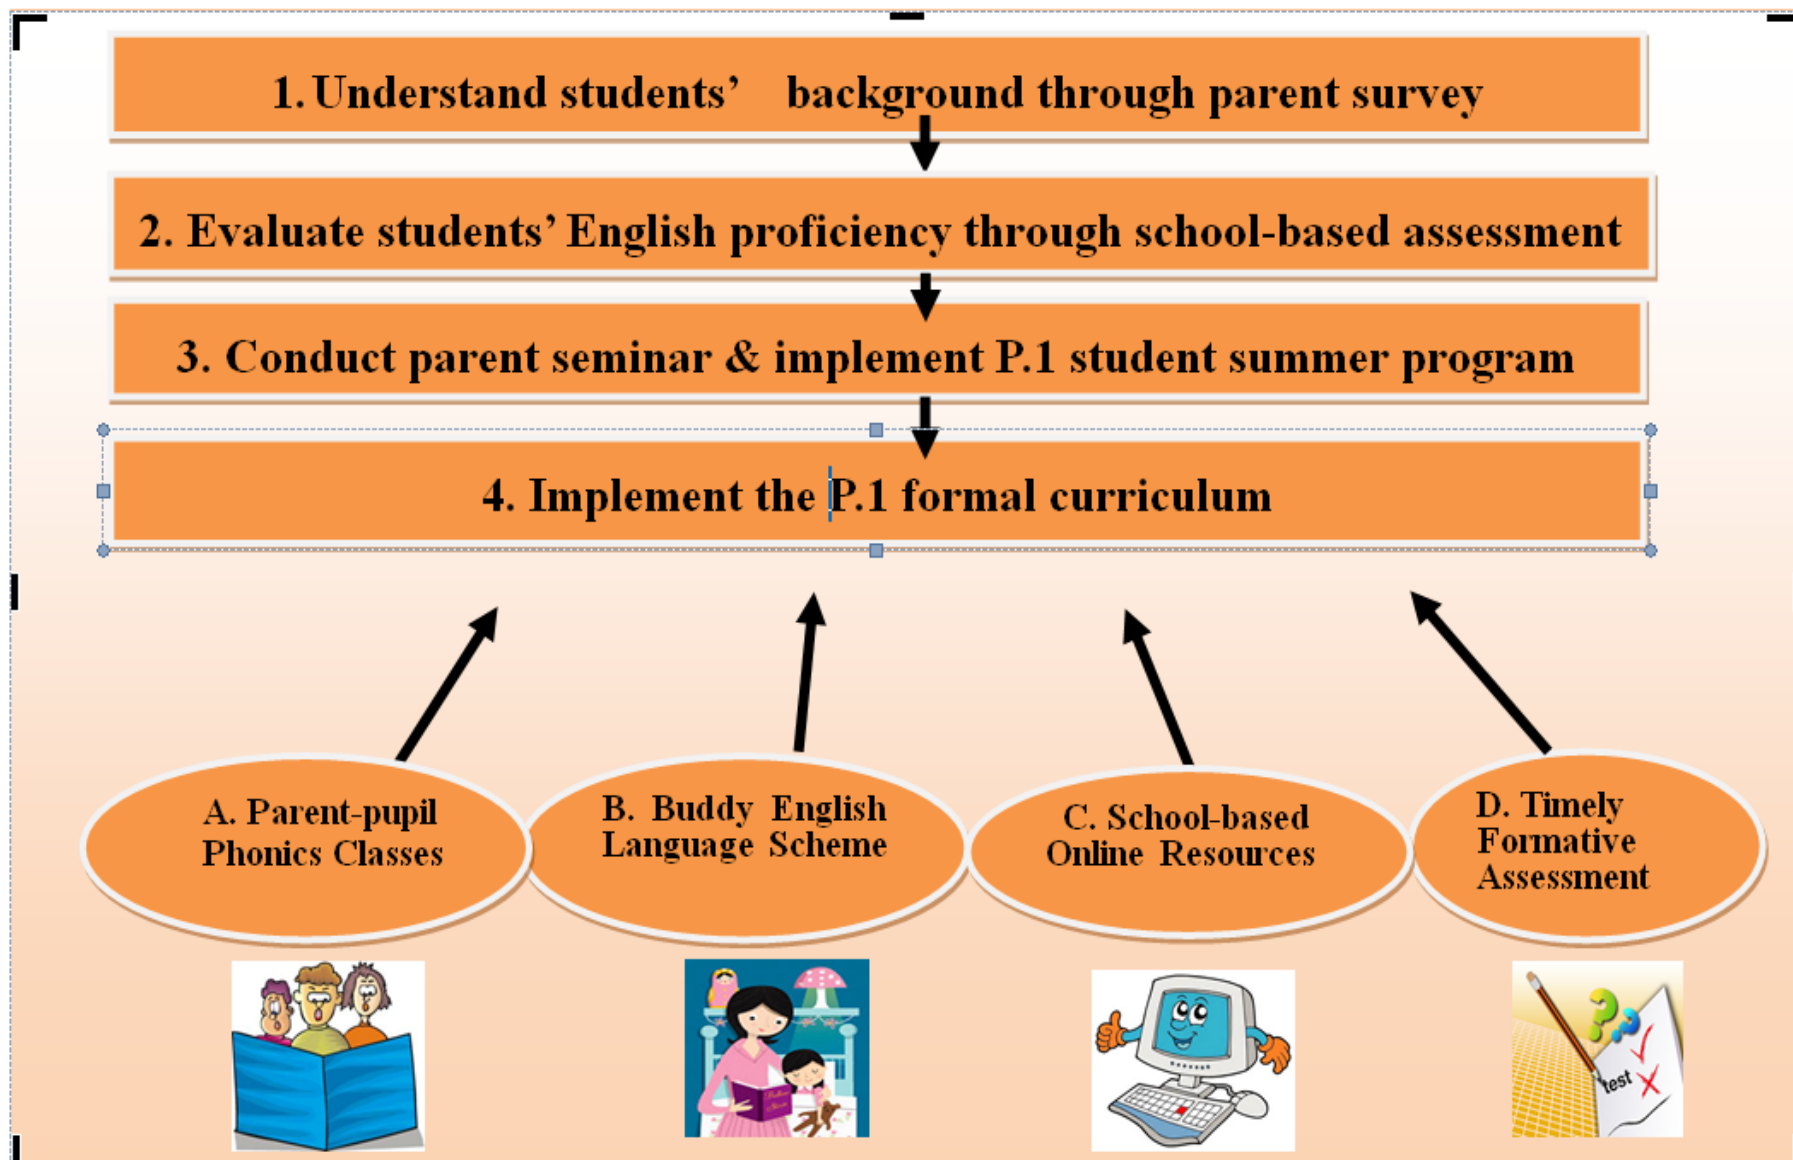 1. Understand students’ background through parent survey
2. Evaluate students’ English proficiency through school-based assessment
3. Conduct parent seminar & implement P.1 student summer program
4. Implement the P.1 formal curriculum
A. Parent-pupil
Phonics Classes
B. Buddy English
Language Scheme
C. School-based
Online Resources
D. Timely
Formative
Assessment
test